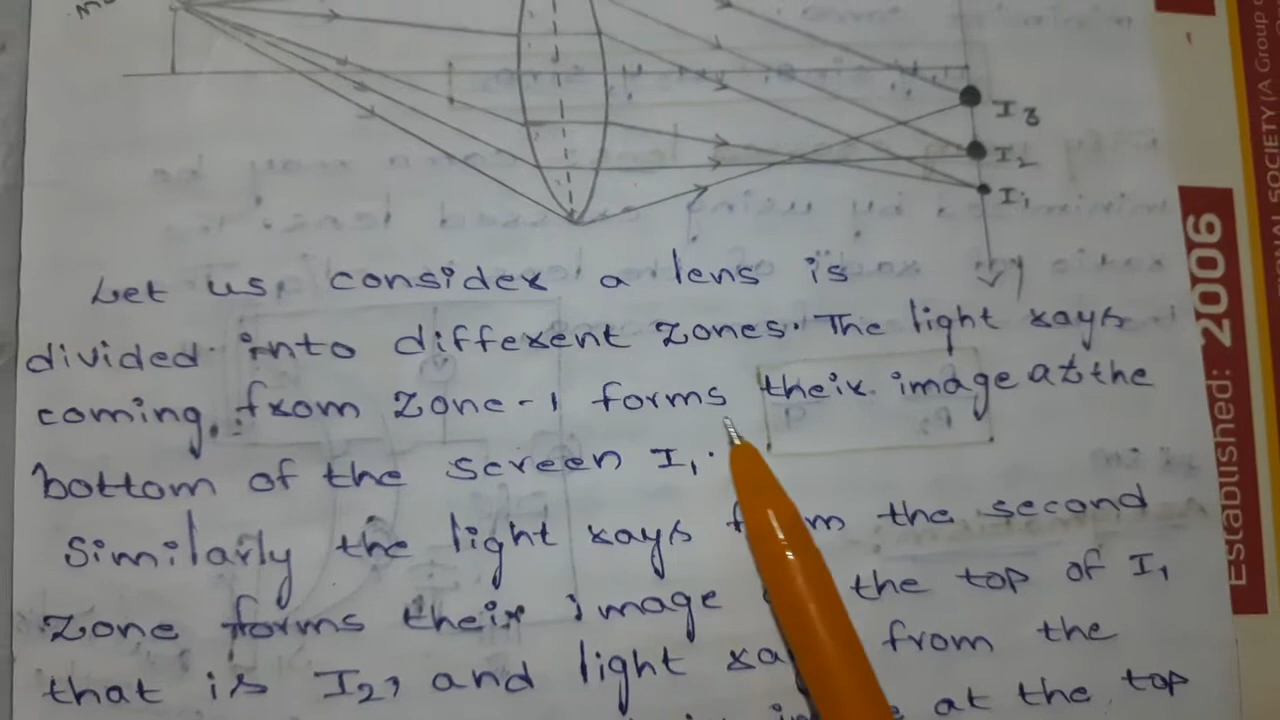 I3
I2
I1
Let us, consider a lens is
divided into different zones. The light rays
coming, from Zone-1 forms their image at the
bottom of the screen I1.
Similarly the light rays the second
Zone forms their image the top of I1
that is I2, and light from the
at the top
Established: 2006
SOCIETY (A Group